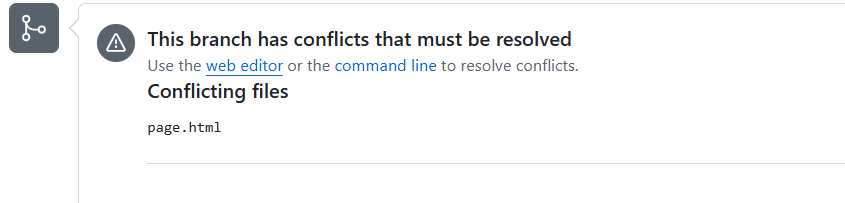 This branch has conflicts that must be resolved
Use the web editor or the command line to resolve conflicts.
Conflicting files
page.html